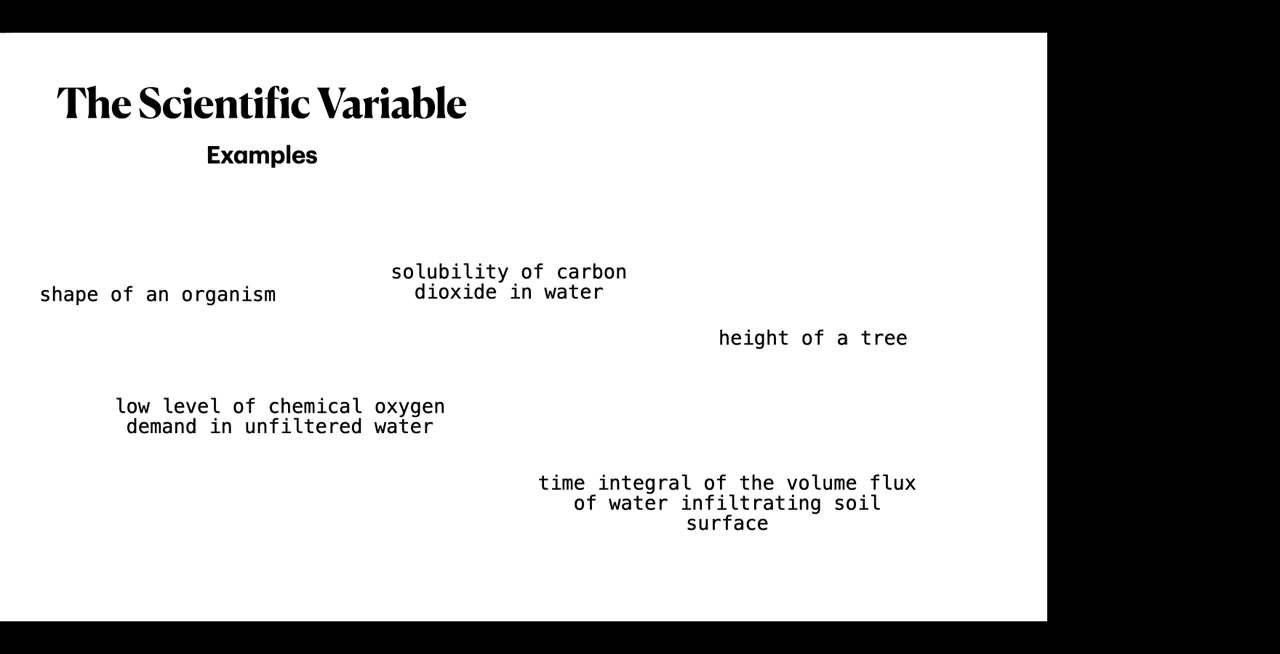 The Scientific Variable
Examples
shape of an organism
solubility of carbon
dioxide in water
height of a tree
low level of chemical oxygen
demand in unfiltered water
time integral of the volume flux
of water infiltrating soil
surface